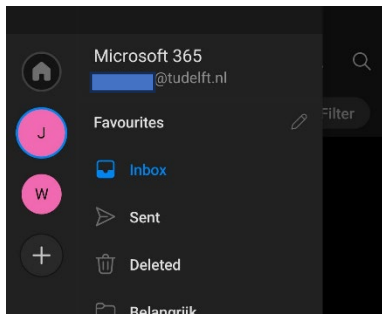 Microsoft 365
@tudelft.nl
Filter
J
Favourites
Inbox
W
Sent
Deleted
Belangrijk